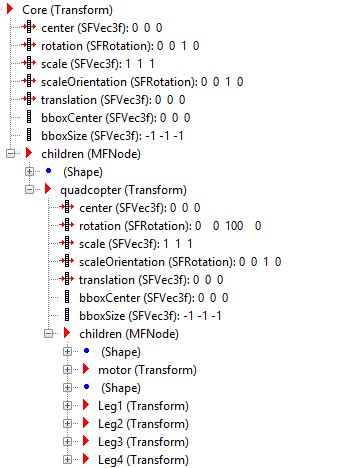 Core (Transform)
center (SFVec3f): 0 0 0
rotation (SFRotation): 0 0 1 0
scale (SFVec3f): 1 1 1
scaleOrientation (SFRotation): 0 0 1 0
translation (SFVec3f): 0 0 0
bboxCenter (SFVec3f): 0 0 0
bboxSize (SFVec3f): -1 -1 -1
children (MFNode)
(Shape)
quadcopter (Transform)
center (SFVec3f): 0 0 0
rotation (SFRotation): 0 0 100 0
scale (SFVec3f): 1 1 1
scaleOrientation (SFRotation): 0 0 1 0
translation (SFVec3f): 0 0 0
bboxCenter (SFVec3f): 0 0 0
bboxSize (SFVec3f): -1 -1 -1
children (MFNode)
(Shape)
motor (Transform)
(Shape)
Leg1 (Transform)
Leg2 (Transform)
Leg3 (Transform)
Leg4 (Transform)